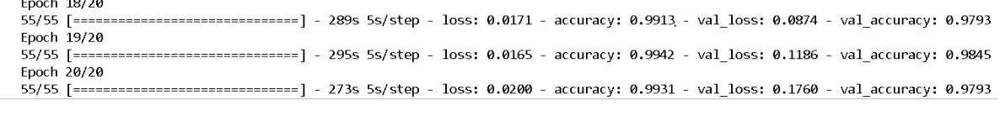 Epoch 18/20
55/55 [==============================] - 289s 5s/step - loss: 0.0171 - accuracy: 0.9913 - val_loss: 0.0874 - val_accuracy: 0.9793
Epoch 19/20
55/55 [==============================] - 295s 5s/step - loss: 0.0165 - accuracy: 0.9942 - val_loss: 0.1186 - val_accuracy: 0.9845
Epoch 20/20
55/55 [==============================] - 273s 5s/step - loss: 0.0200 - accuracy: 0.9931 - val_loss: 0.1760 - val_accuracy: 0.9793